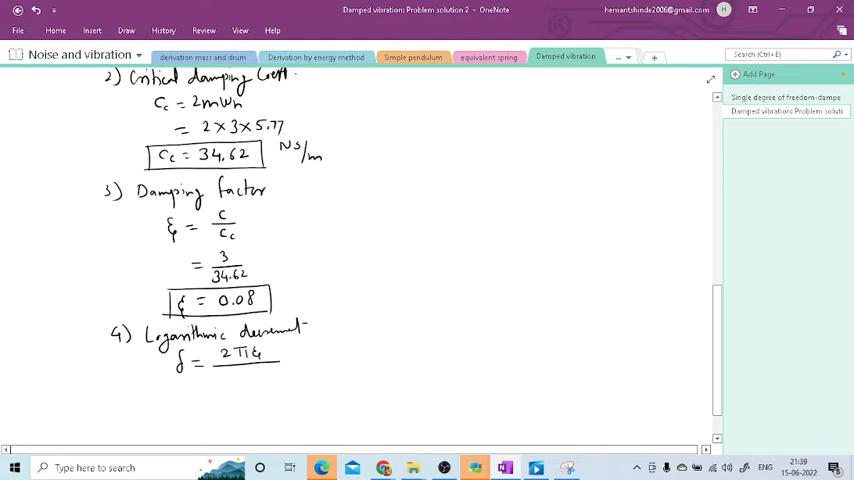 Damped vibration: Problem solution 2 - OneNote
hemantshinde2006@gmail.com
H
File Home Insert Draw History Review View Help
Noise and vibration
derivation mass and drum
Derivation by energy method
Simple pendulum
equivalent spring
Damped vibration
...
+
Search (Ctrl+E)
Add Page
Single degree of freedom-dampe
Damped vibration: Problem soluti
2) Critical damping Coeff.
Cc = 2mWn
= 2 × 3 × 5.77
Cc = 34.62 NS/m
3) Damping factor
ξ = C / Cc
= 3 / 34.62
ξ = 0.08
4) Logarithmic decremet
δ = 2πξ
Type here to search
ENG
21:39
15-06-2022